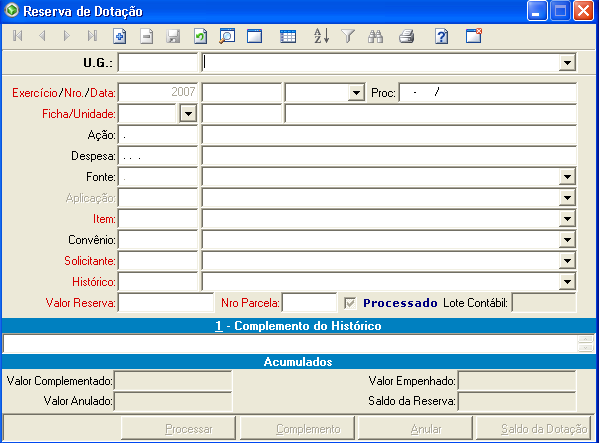 Reserva de Dotação
U.G.:
Exercício/Nro./Data: 2007 Proc: - /
Ficha/Unidade:
Ação: .
Despesa: . . .
Fonte: .
Aplicação:
Item:
Convênio:
Solicitante:
Histórico:
Valor Reserva: Nro Parcela: Processado Lote Contábil:
1 - Complemento do Histórico
Acumulados
Valor Complementado: Valor Empenhado:
Valor Anulado: Saldo da Reserva:
Processar Complemento Anular Saldo da Dotação